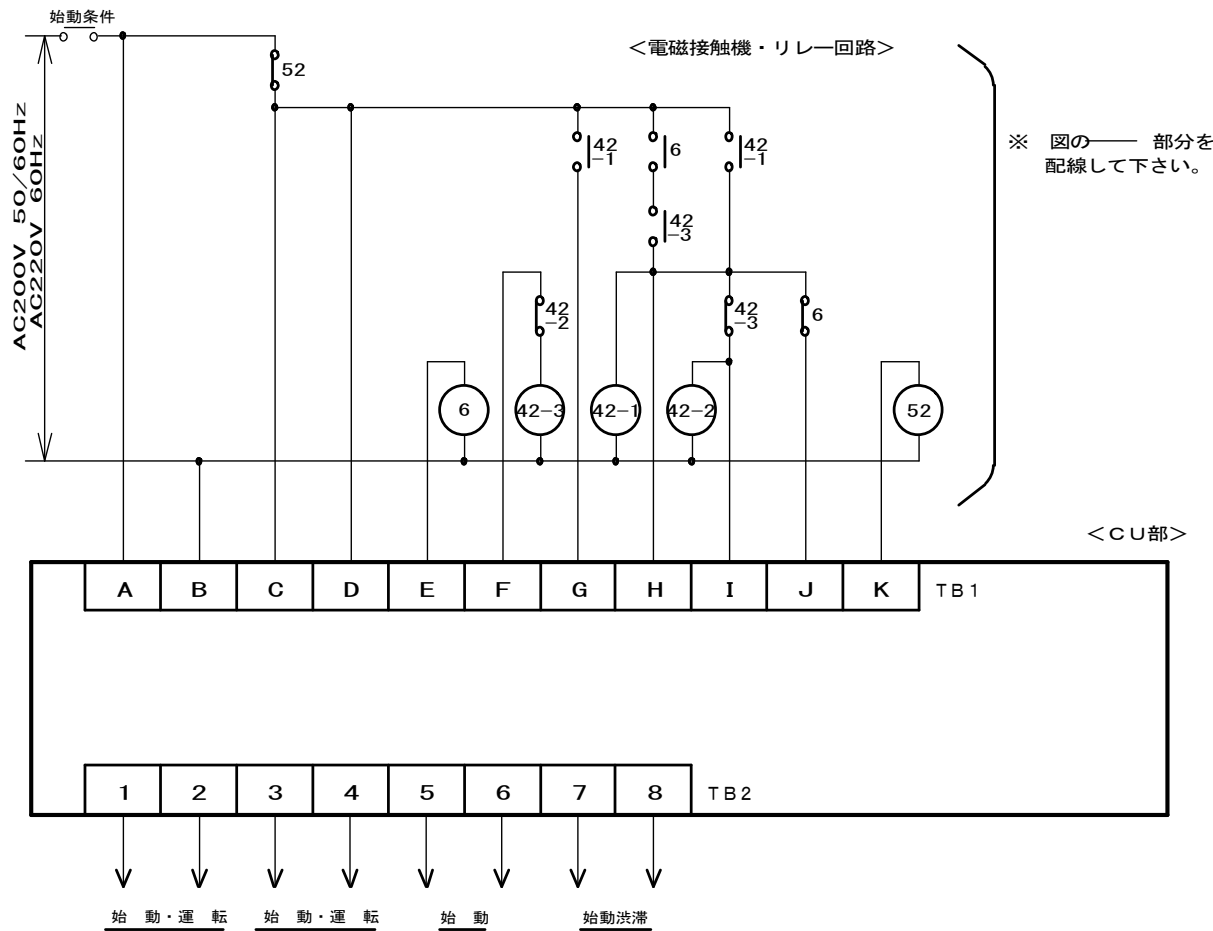 始動条件
＜電磁接触機・リレー回路＞
52
42
-1
6
42
-1
※ 図の―― 部分を
配線して下さい。
AC200V 50/60Hz
AC220V 60Hz
42
-3
42
-2
42
-3
6
6
42-3
42-1
42-2
52
＜CU部＞
A B C D E F G H I J K TB1
1 2 3 4 5 6 7 8 TB2
始 動・運 転 始 動・運 転 始 動 始動渋滞